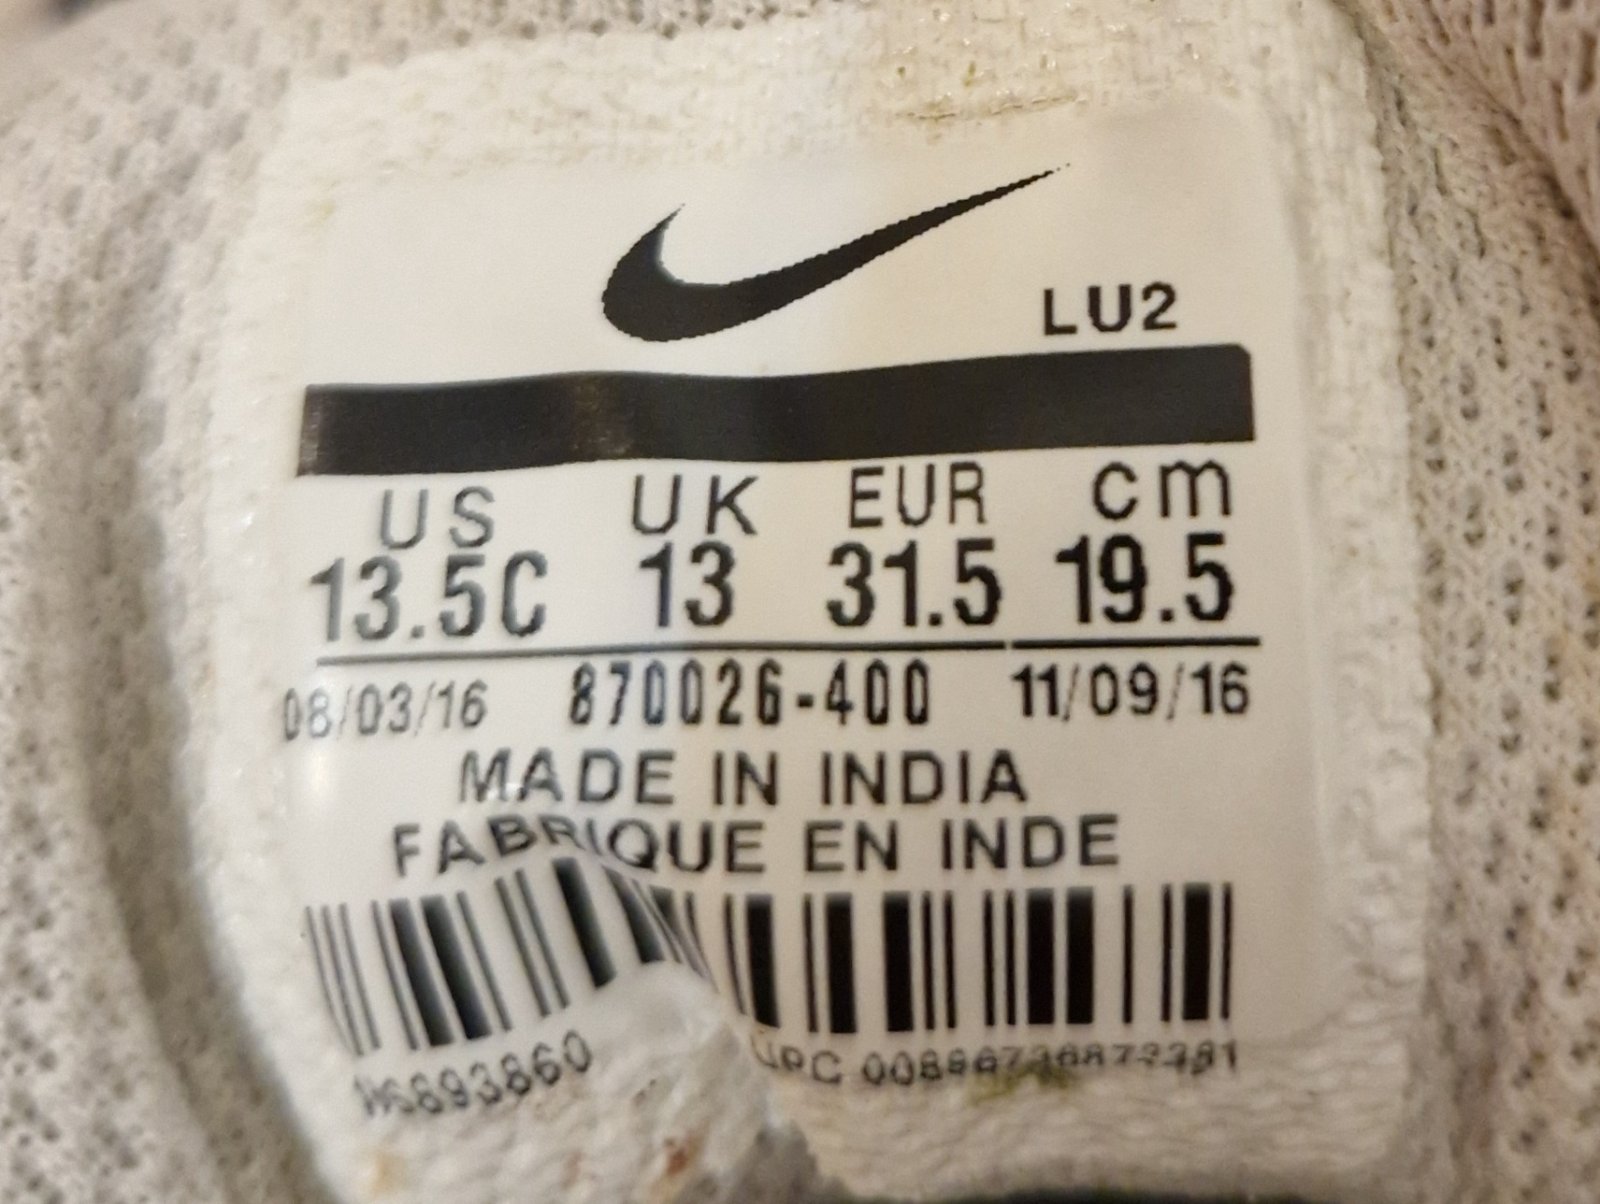 LU2
US UK EUR cm
13.5C 13 31.5 19.5
08/03/16 870026-400 11/09/16
MADE IN INDIA
FABRIQUE EN INDE
UPC